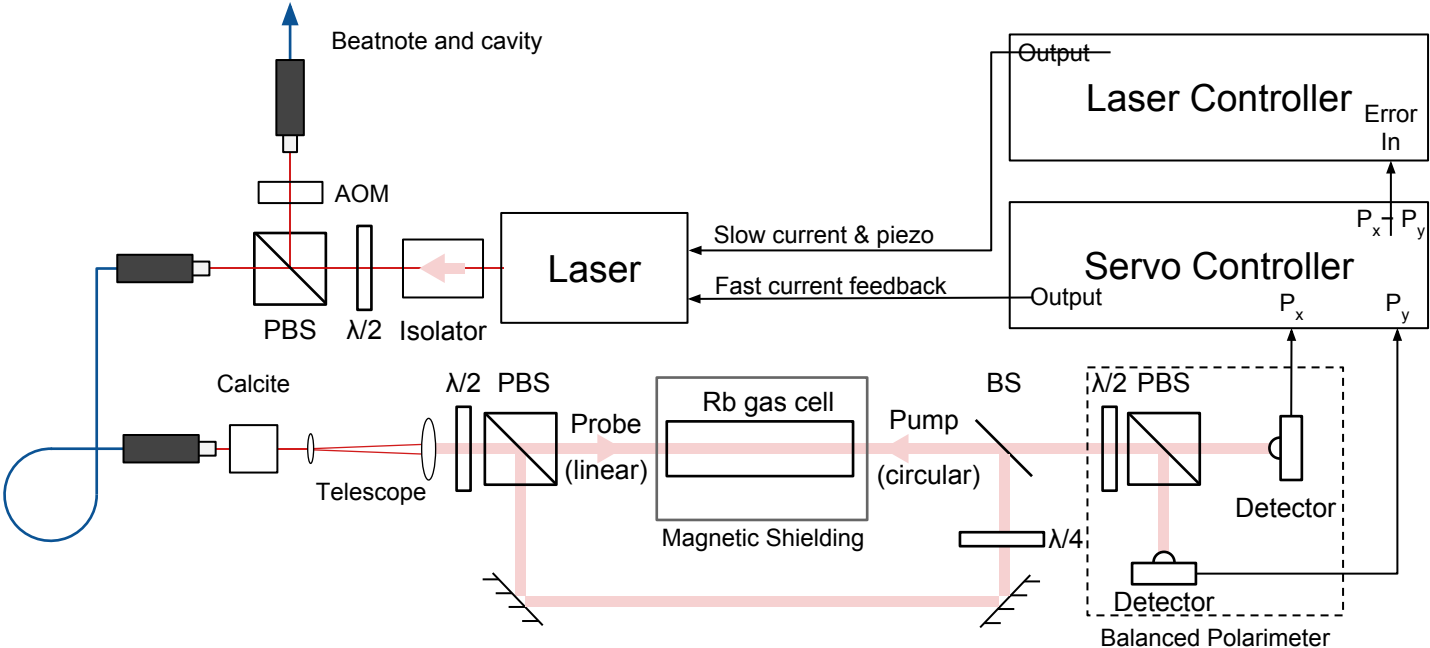 Beatnote and cavity
Output
Laser Controller
Error
In
AOM
Slow current & piezo
Pₓ - Pᵧ
Laser
Servo Controller
Fast current feedback
Output
Pₓ
Pᵧ
PBS
λ/2
Isolator
Calcite
λ/2
PBS
Rb gas cell
BS
λ/2
PBS
Probe
(linear)
Pump
(circular)
Telescope
Magnetic Shielding
λ/4
Detector
Detector
Balanced Polarimeter